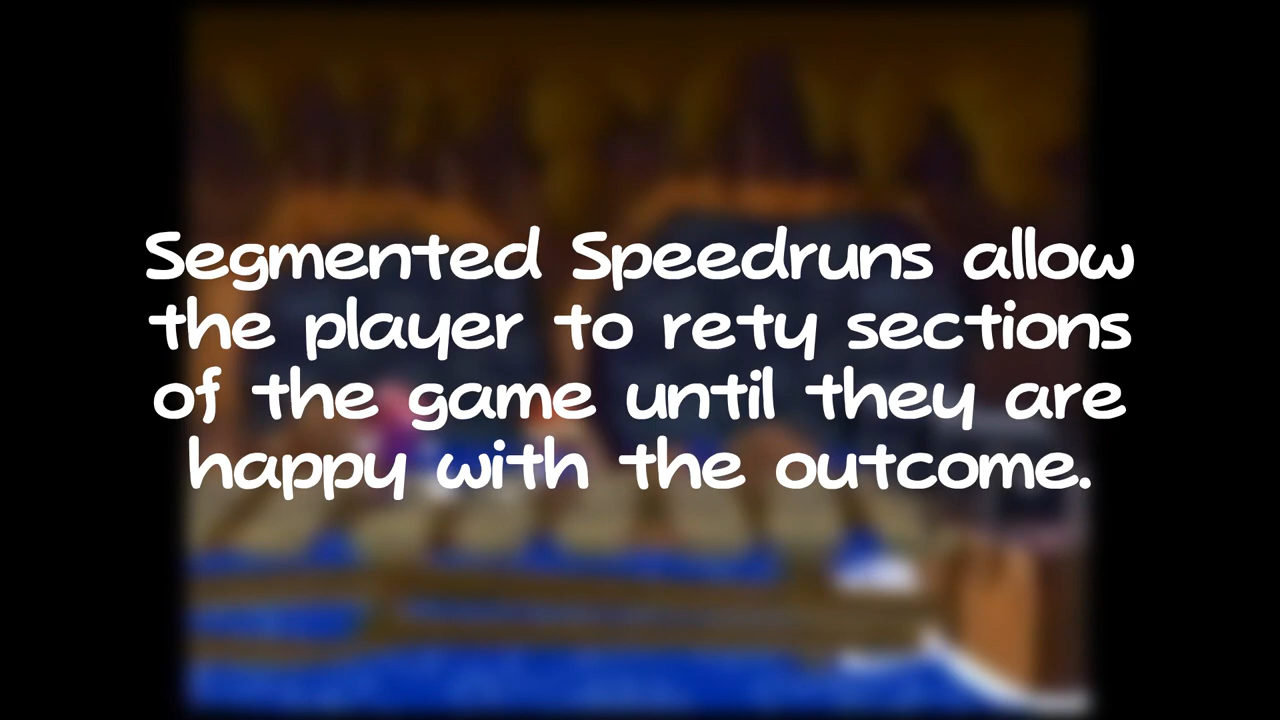 Segmented Speedruns allow
the player to rety sections
of the game until they are
happy with the outcome.